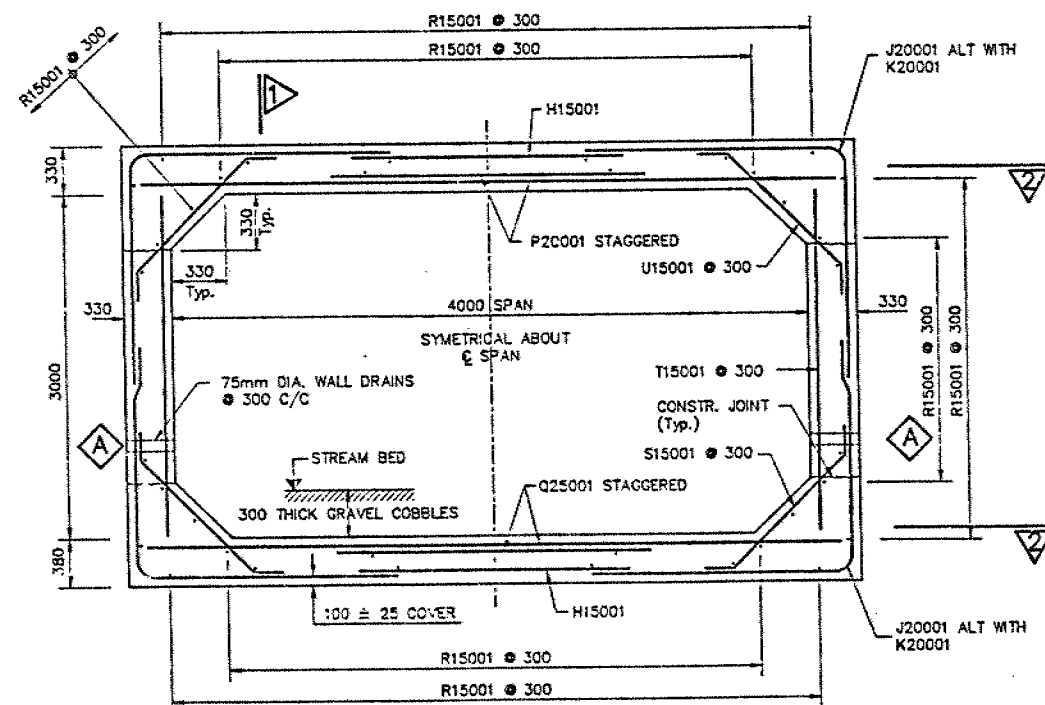 R15001 @ 300
R15001 @ 300
R15001 @ 300
J20001 ALT WITH
K20001
1
H15001
330
2
330
Typ.
P20001 STAGGERED
U15001 @ 300
330
Typ.
330
4000 SPAN
330
SYMETRICAL ABOUT
℄ SPAN
3000
R15001 @ 300
R15001 @ 300
75mm DIA. WALL DRAINS
@ 300 C/C
T15001 @ 300
CONSTR. JOINT
(Typ.)
A
A
STREAM BED
S15001 @ 300
Q25001 STAGGERED
300 THICK GRAVEL COBBLES
380
2
100 ± 25 COVER
H15001
J20001 ALT WITH
K20001
R15001 @ 300
R15001 @ 300